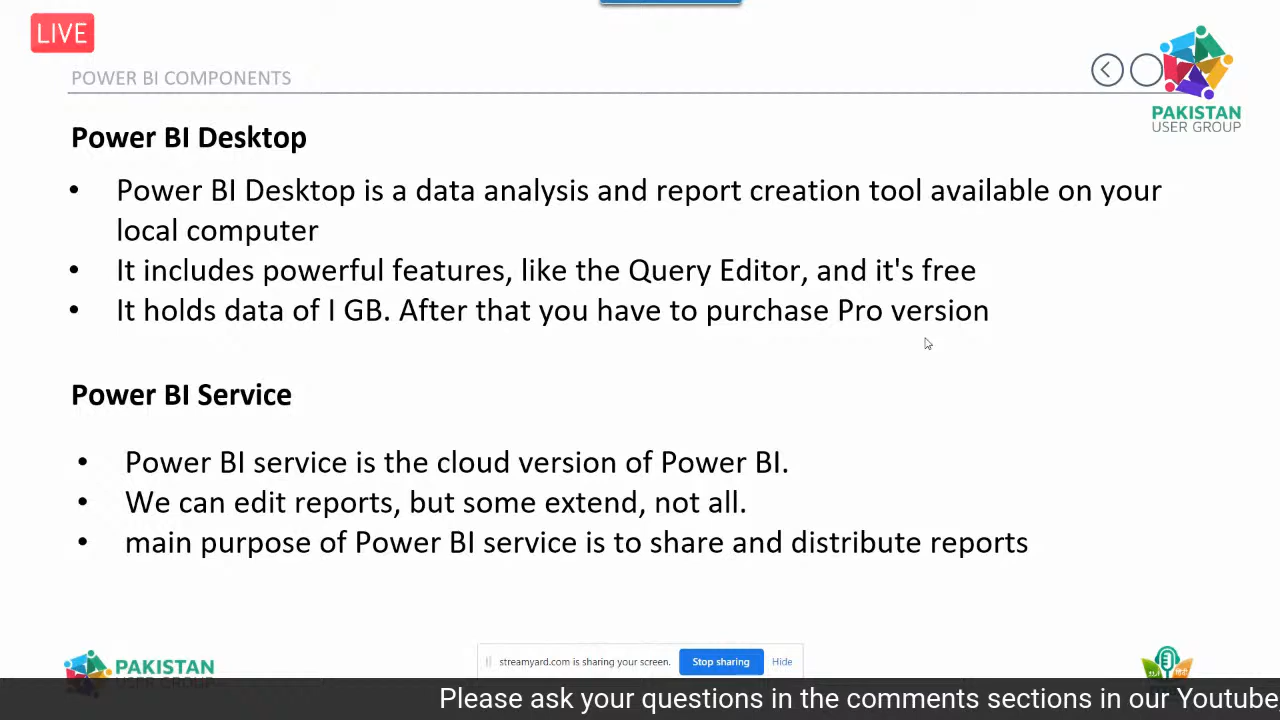 LIVE
POWER BI COMPONENTS
PAKISTAN
USER GROUP
Power BI Desktop
• Power BI Desktop is a data analysis and report creation tool available on your
local computer
• It includes powerful features, like the Query Editor, and it's free
• It holds data of I GB. After that you have to purchase Pro version
Power BI Service
• Power BI service is the cloud version of Power BI.
• We can edit reports, but some extend, not all.
• main purpose of Power BI service is to share and distribute reports
streamyard.com is sharing your screen.
Stop sharing
Hide
PAKISTAN
USER GROUP
Please ask your questions in the comments sections in our Youtube,